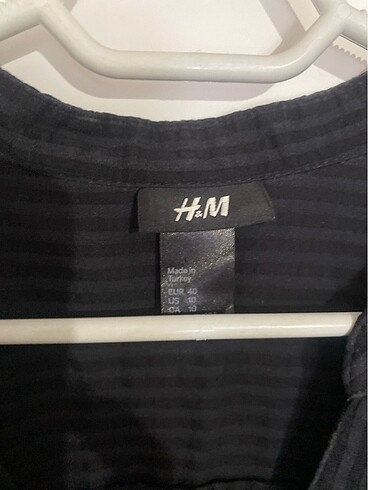 H&M
Made in
Turkey
EUR 40
US 10
CA 10